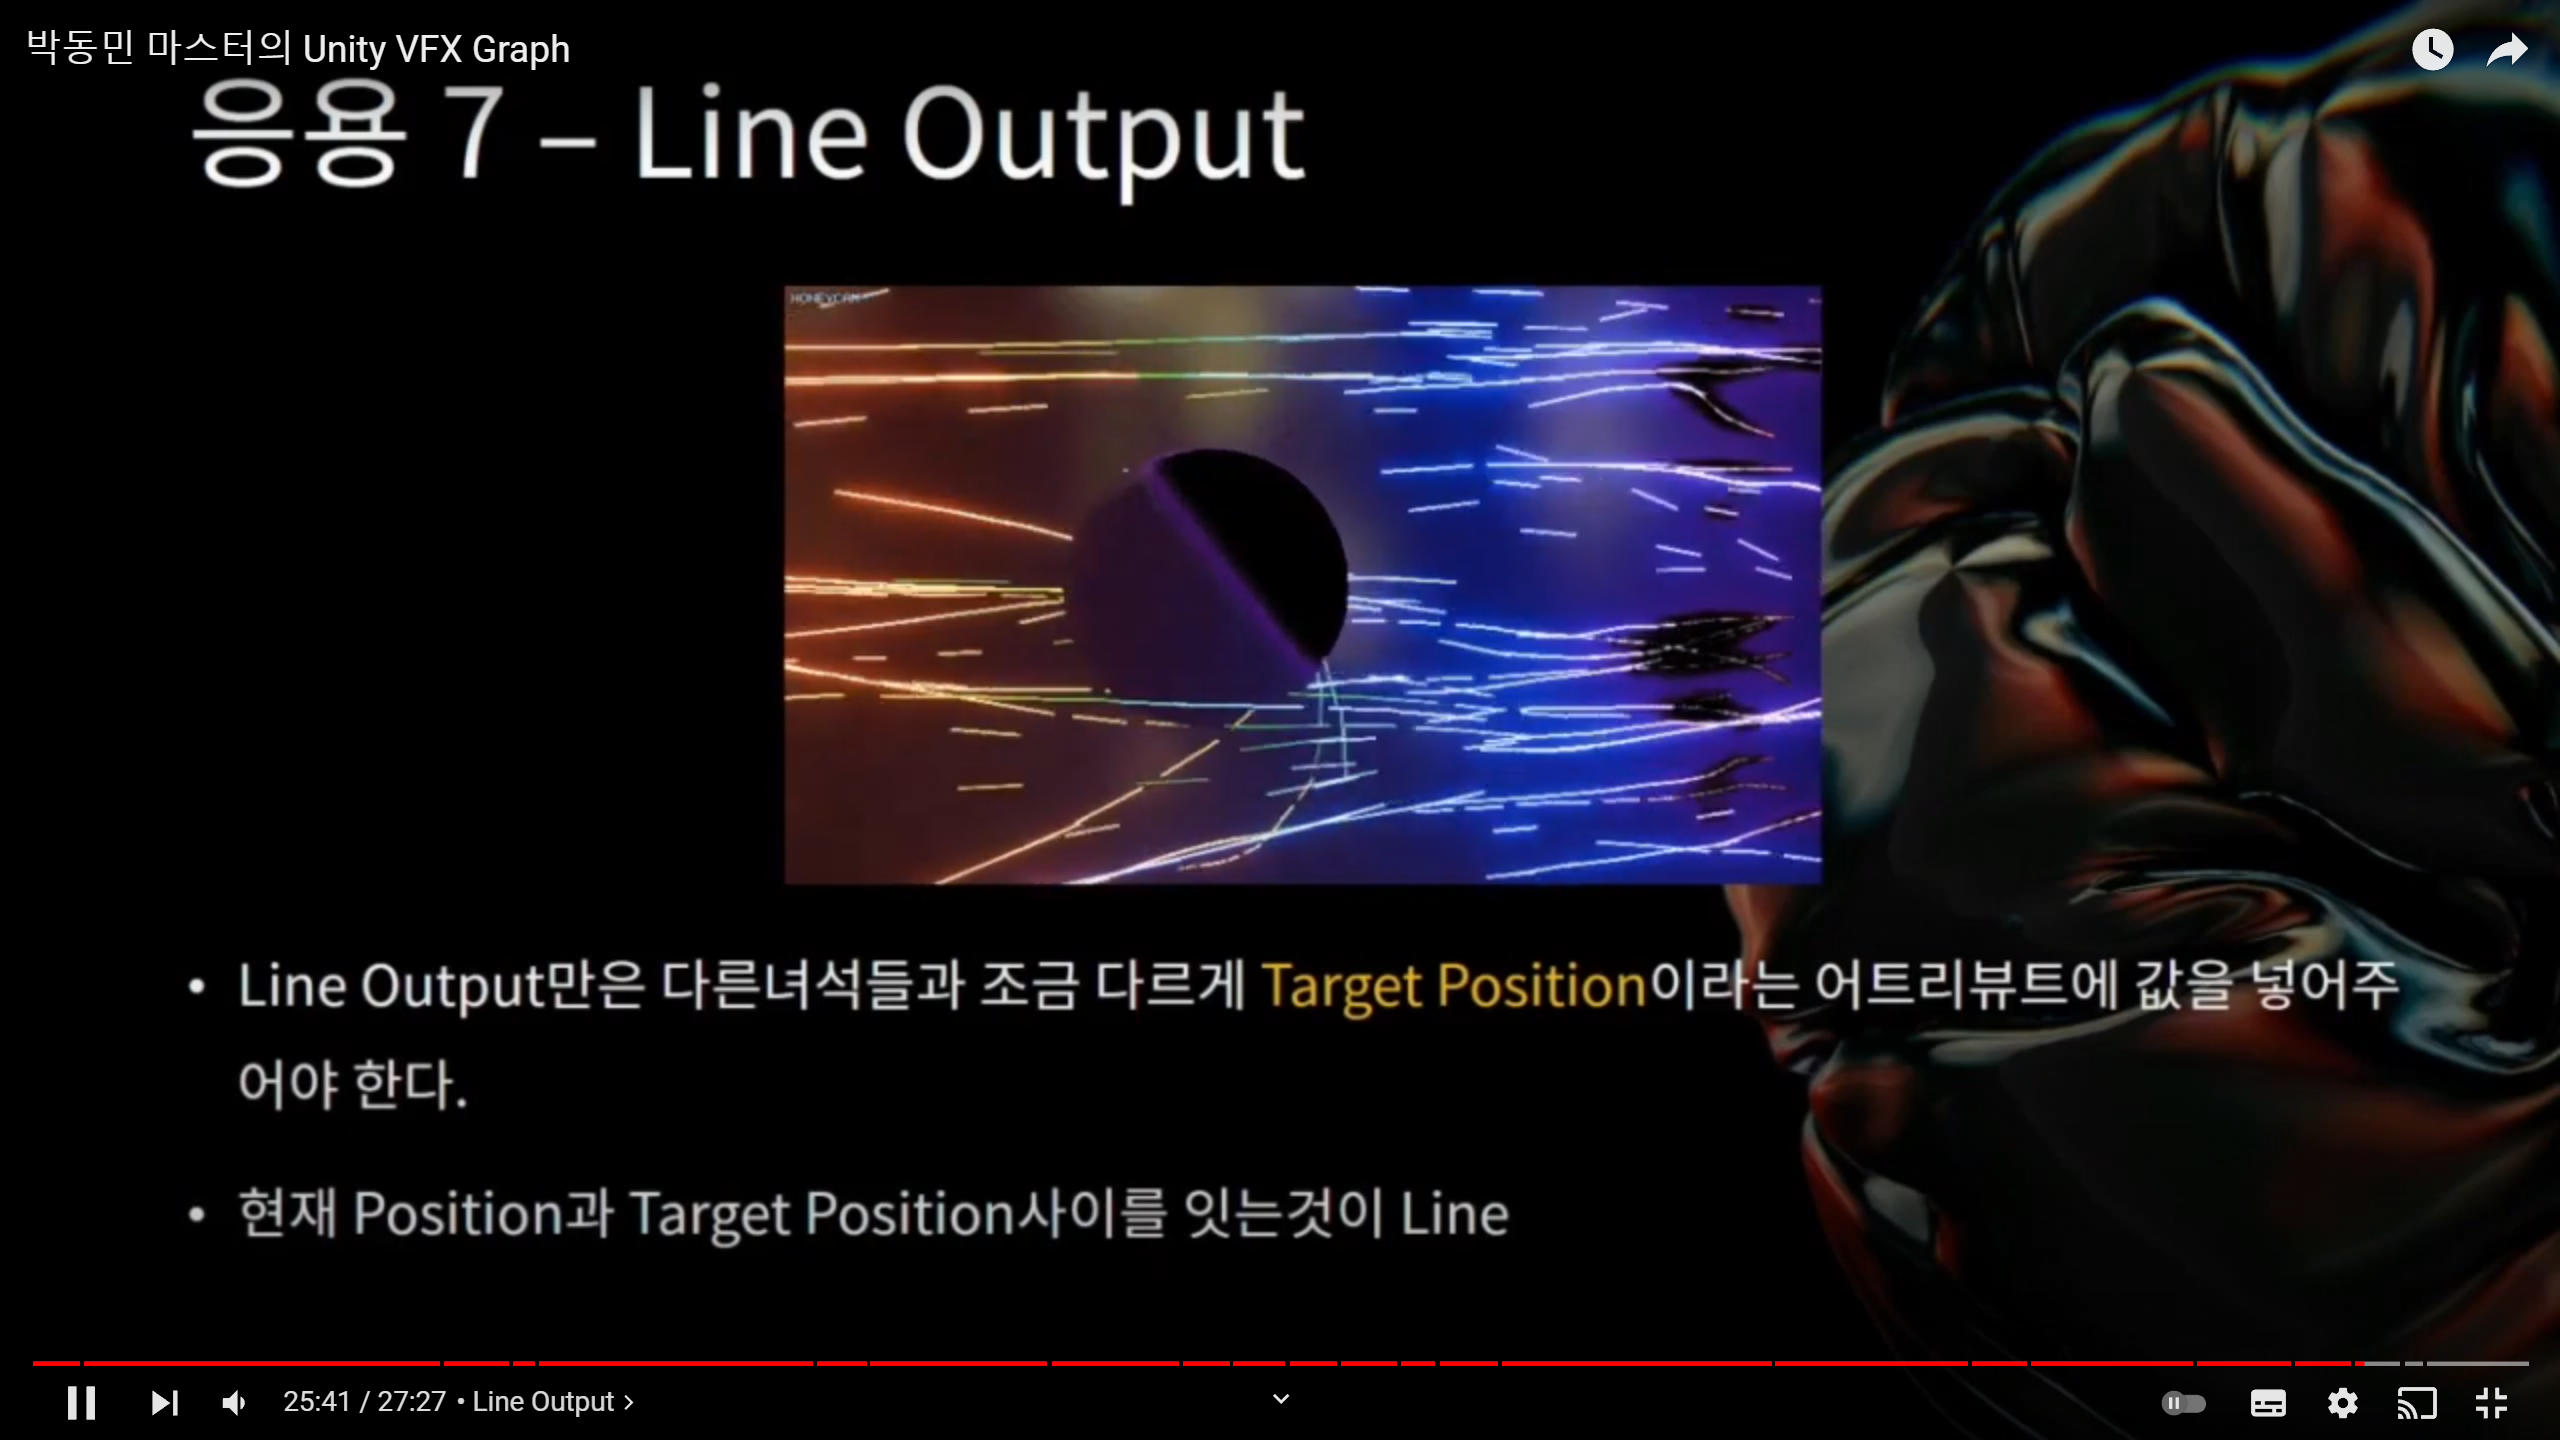 박동민 마스터의 Unity VFX Graph
응용 7 – Line Output
HONEYCAM
• Line Output만은 다른녀석들과 조금 다르게 Target Position이라는 어트리뷰트에 값을 넣어주
어야 한다.
• 현재 Position과 Target Position사이를 잇는것이 Line
25:41 / 27:27 • Line Output ›